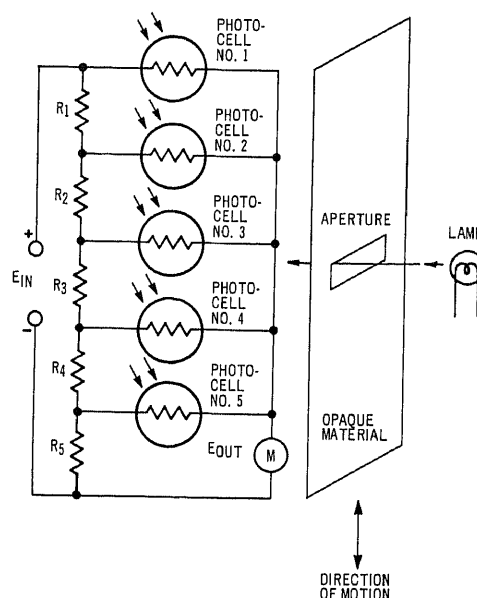 PHOTO-
CELL
NO. 1
R1
PHOTO-
CELL
NO. 2
R2
PHOTO-
CELL
NO. 3
APERTURE
LAMP
+
EIN
R3
−
PHOTO-
CELL
NO. 4
R4
PHOTO-
CELL
NO. 5
OPAQUE
MATERIAL
R5
EOUT
M
DIRECTION
OF MOTION